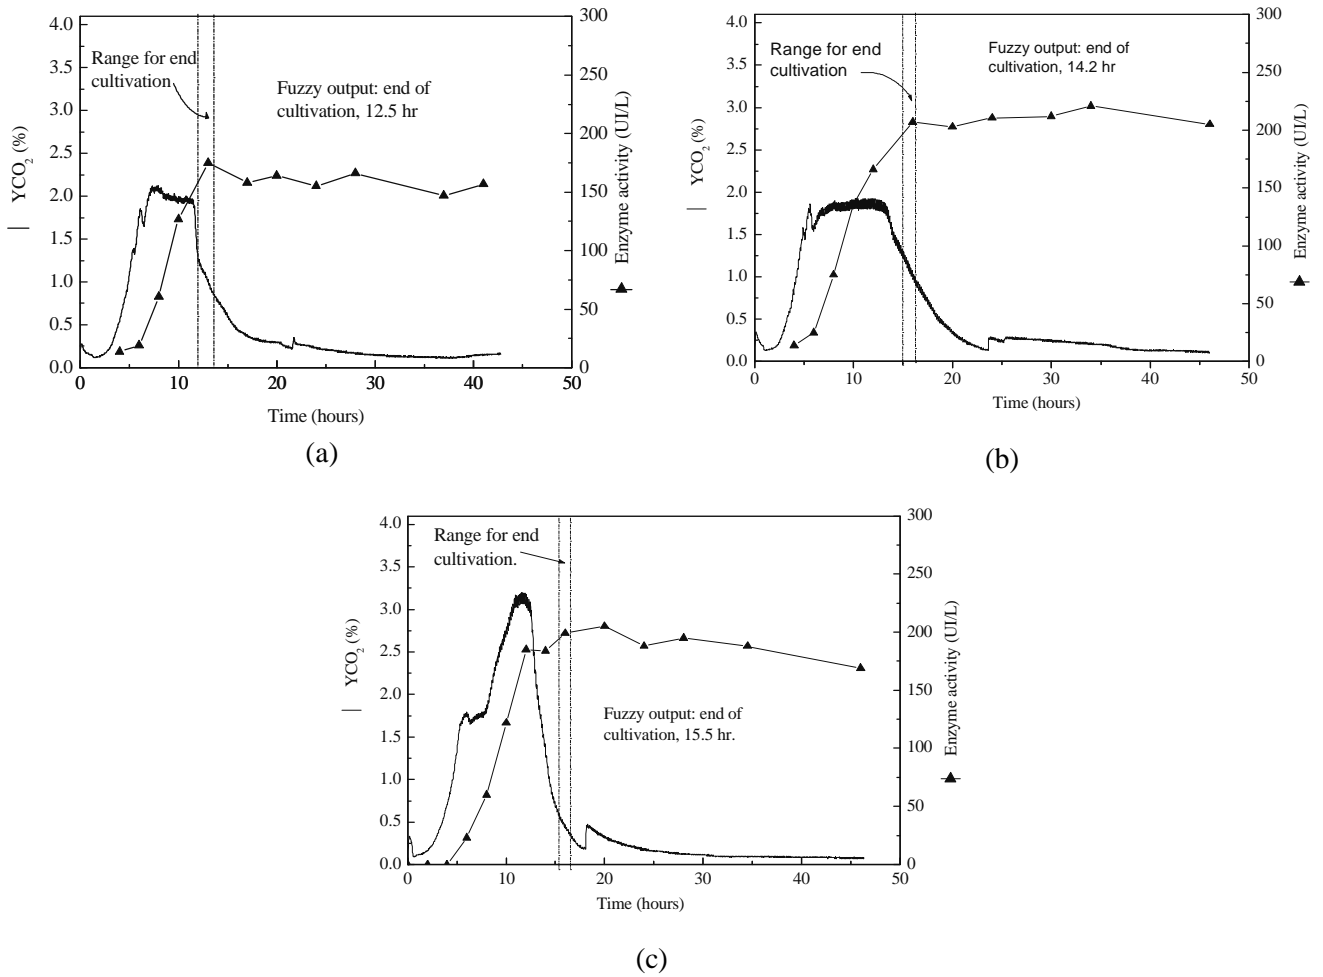 4.0
3.5
3.0
2.5
2.0
1.5
1.0
0.5
0.0
| YCO2 (%)
Range for end
cultivation
Fuzzy output: end of
cultivation, 12.5 hr
300
250
200
150
100
50
0
Enzyme activity (UI/L)
0 10 20 30 40 50
Time (hours)
(a)
4.0
3.5
3.0
2.5
2.0
1.5
1.0
0.5
0.0
| YCO2 (%)
Range for end
cultivation
Fuzzy output: end of
cultivation, 14.2 hr
300
250
200
150
100
50
0
Enzyme activity (UI/L)
0 10 20 30 40 50
Time (hours)
(b)
4.0
3.5
3.0
2.5
2.0
1.5
1.0
0.5
0.0
| YCO2 (%)
Range for end
cultivation.
Fuzzy output: end of
cultivation, 15.5 hr.
300
250
200
150
100
50
0
Enzyme activity (UI/L)
0 10 20 30 40 50
Time (hours)
(c)